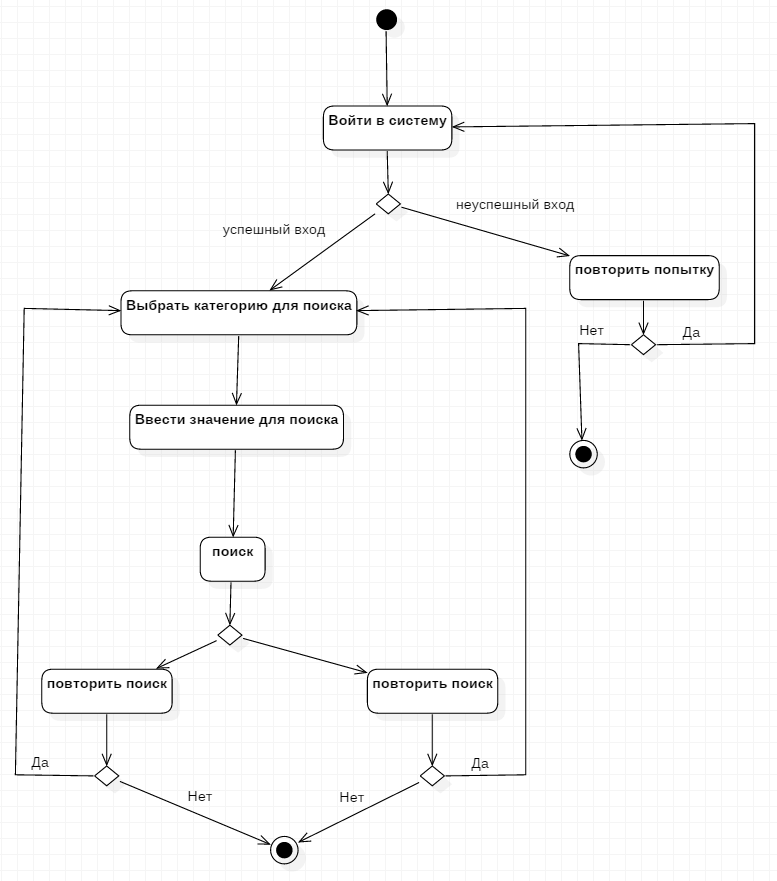 Войти в систему
неуспешный вход
успешный вход
повторить попытку
Выбрать категорию для поиска
Нет
Да
Ввести значение для поиска
поиск
повторить поиск
повторить поиск
Да
Да
Нет
Нет